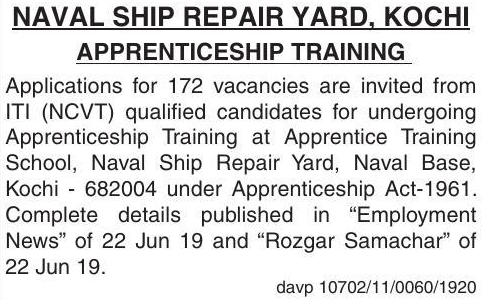 NAVAL SHIP REPAIR YARD, KOCHI
APPRENTICESHIP TRAINING
Applications for 172 vacancies are invited from
ITI (NCVT) qualified candidates for undergoing
Apprenticeship Training at Apprentice Training
School, Naval Ship Repair Yard, Naval Base,
Kochi - 682004 under Apprenticeship Act-1961.
Complete details published in “Employment
News” of 22 Jun 19 and “Rozgar Samachar” of
22 Jun 19.
davp 10702/11/0060/1920